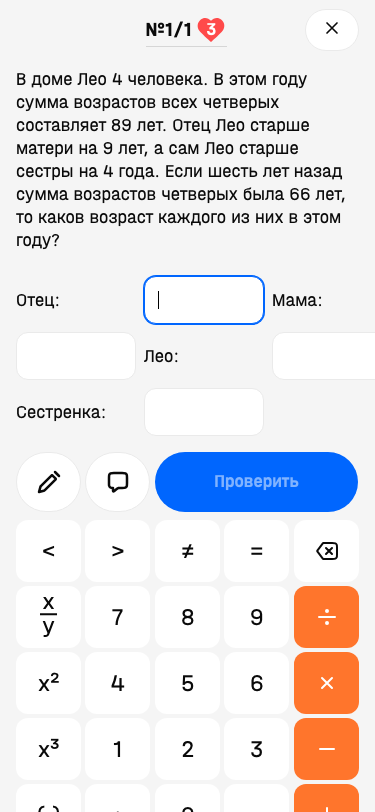 №1/1 3
В доме Лео 4 человека. В этом году
сумма возрастов всех четверых
составляет 89 лет. Отец Лео старше
матери на 9 лет, а сам Лео старше
сестры на 4 года. Если шесть лет назад
сумма возрастов четверых была 66 лет,
то каков возраст каждого из них в этом
году?
Отец:
Мама:
Лео:
Сестренка:
Проверить
< > ≠ =
x/y 7 8 9 ÷
x² 4 5 6 ×
x³ 1 2 3 −